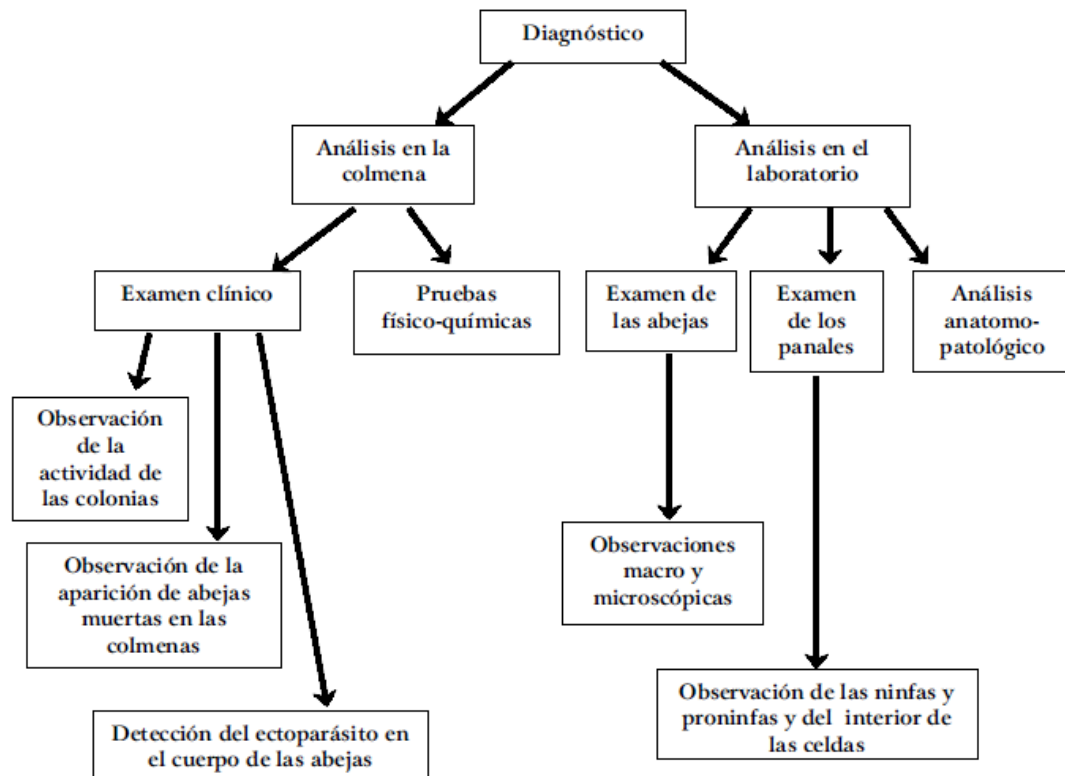 Diagnóstico
Análisis en la
colmena
Análisis en el
laboratorio
Examen clínico
Pruebas
físico-químicas
Examen de
las abejas
Examen
de los
panales
Análisis
anatomo-
patológico
Observación
de la
actividad de
las colonias
Observación de la
aparición de abejas
muertas en las
colmenas
Observaciones
macro y
microscópicas
Detección del ectoparásito en
el cuerpo de las abejas
Observación de las ninfas y
proninfas y del interior de
las celdas